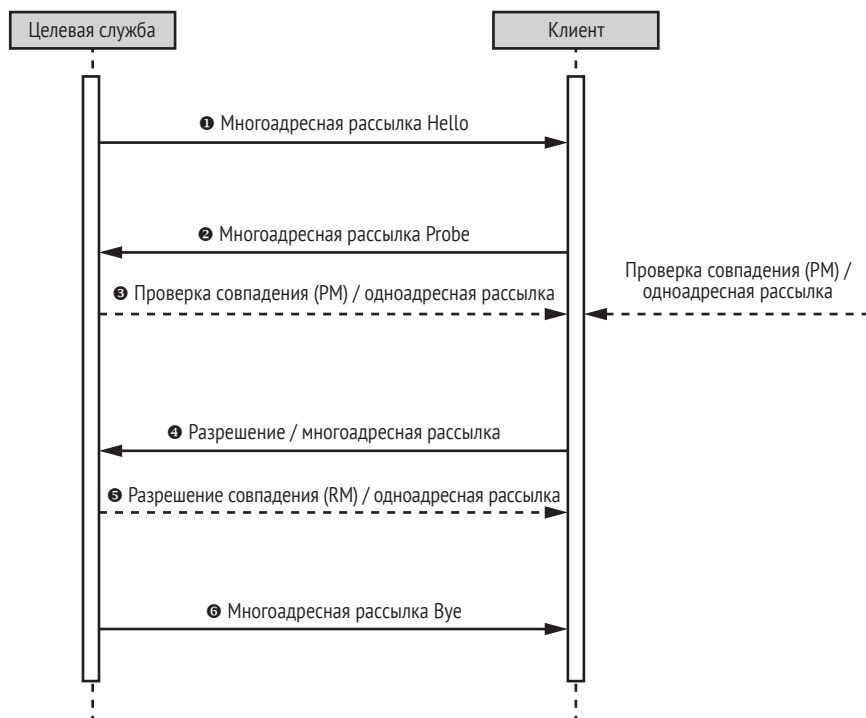 Целевая служба
Клиент
❶ Многоадресная рассылка Hello
❷ Многоадресная рассылка Probe
Проверка совпадения (PM) /
одноадресная рассылка
❸ Проверка совпадения (PM) / одноадресная рассылка
❹ Разрешение / многоадресная рассылка
❺ Разрешение совпадения (RM) / одноадресная рассылка
❻ Многоадресная рассылка Bye